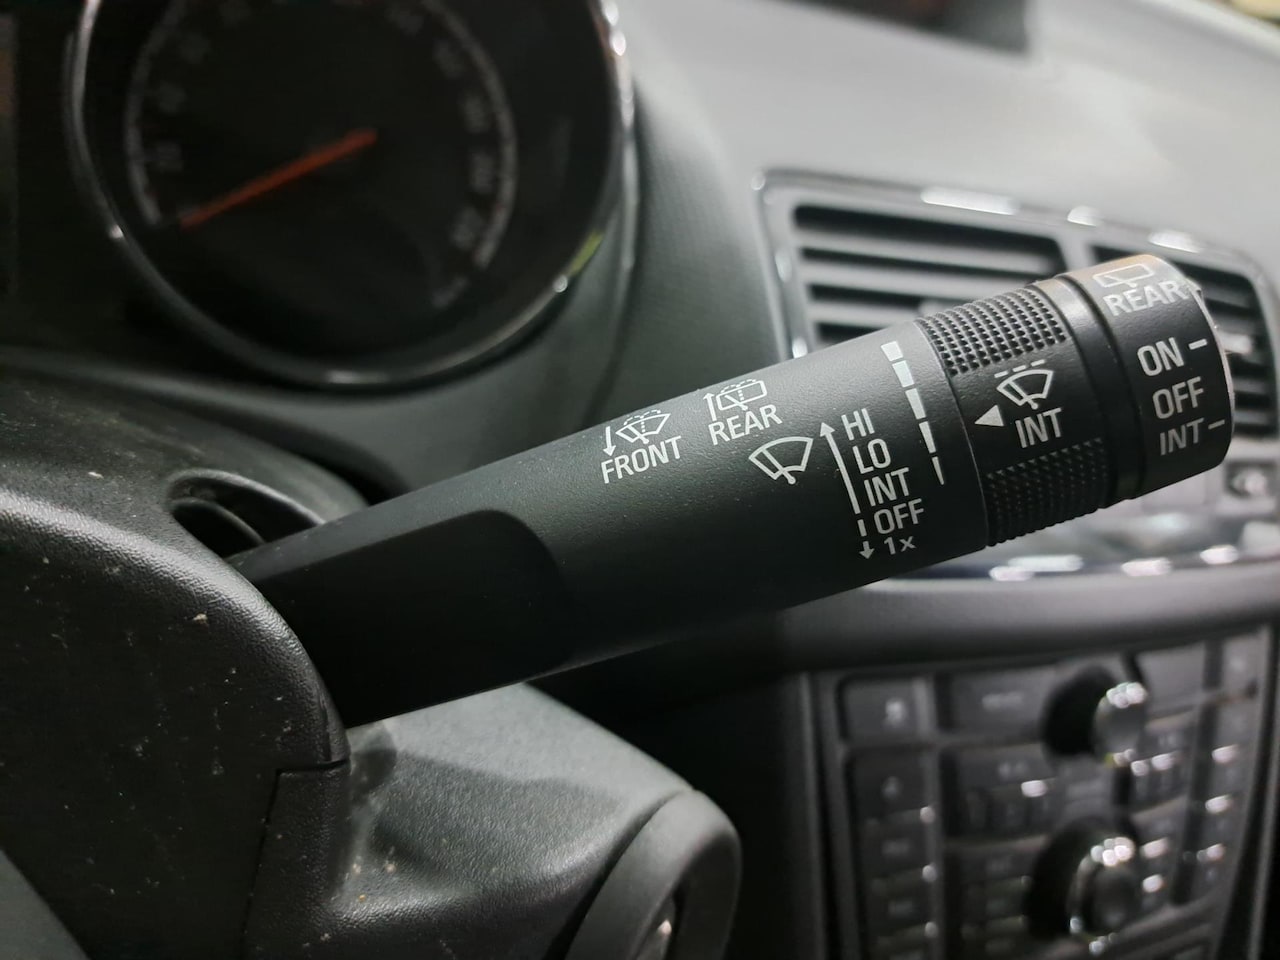 FRONT
REAR
HI
LO
INT
OFF
1x
INT
REAR
ON
OFF
INT